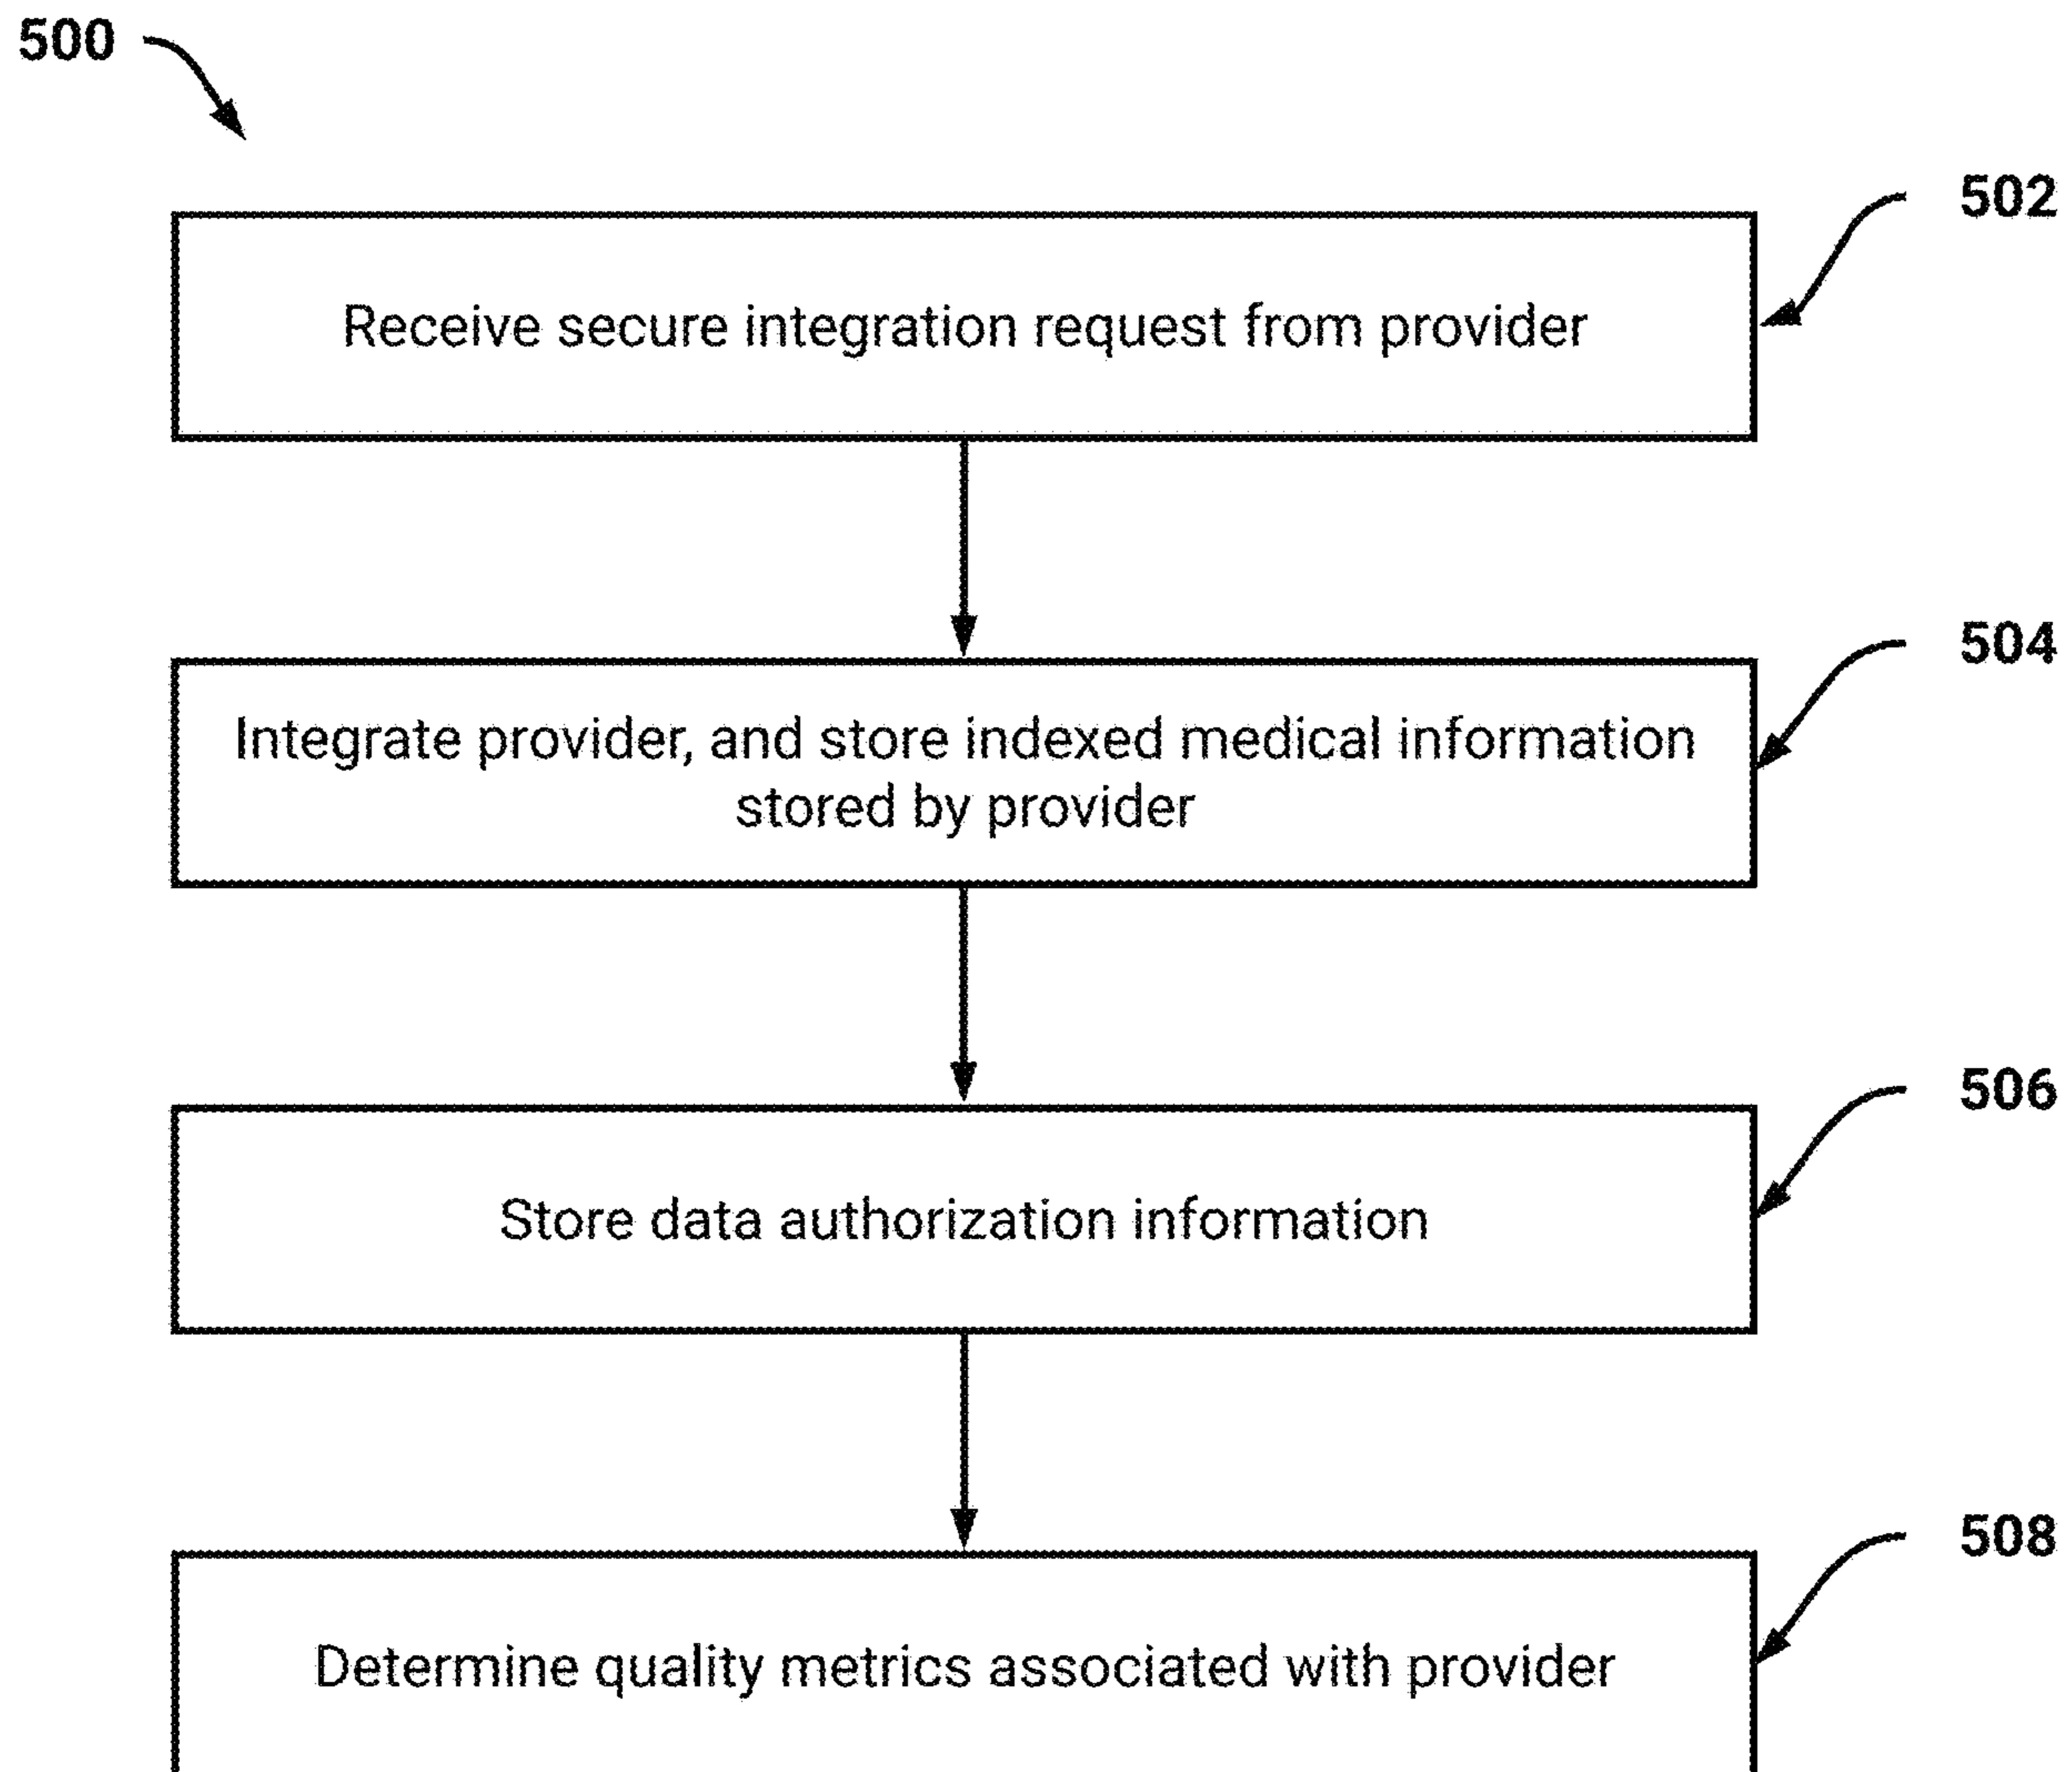 500
502
Receive secure integration request from provider
504
Integrate provider, and store indexed medical information
stored by provider
506
Store data authorization information
508
Determine quality metrics associated with provider